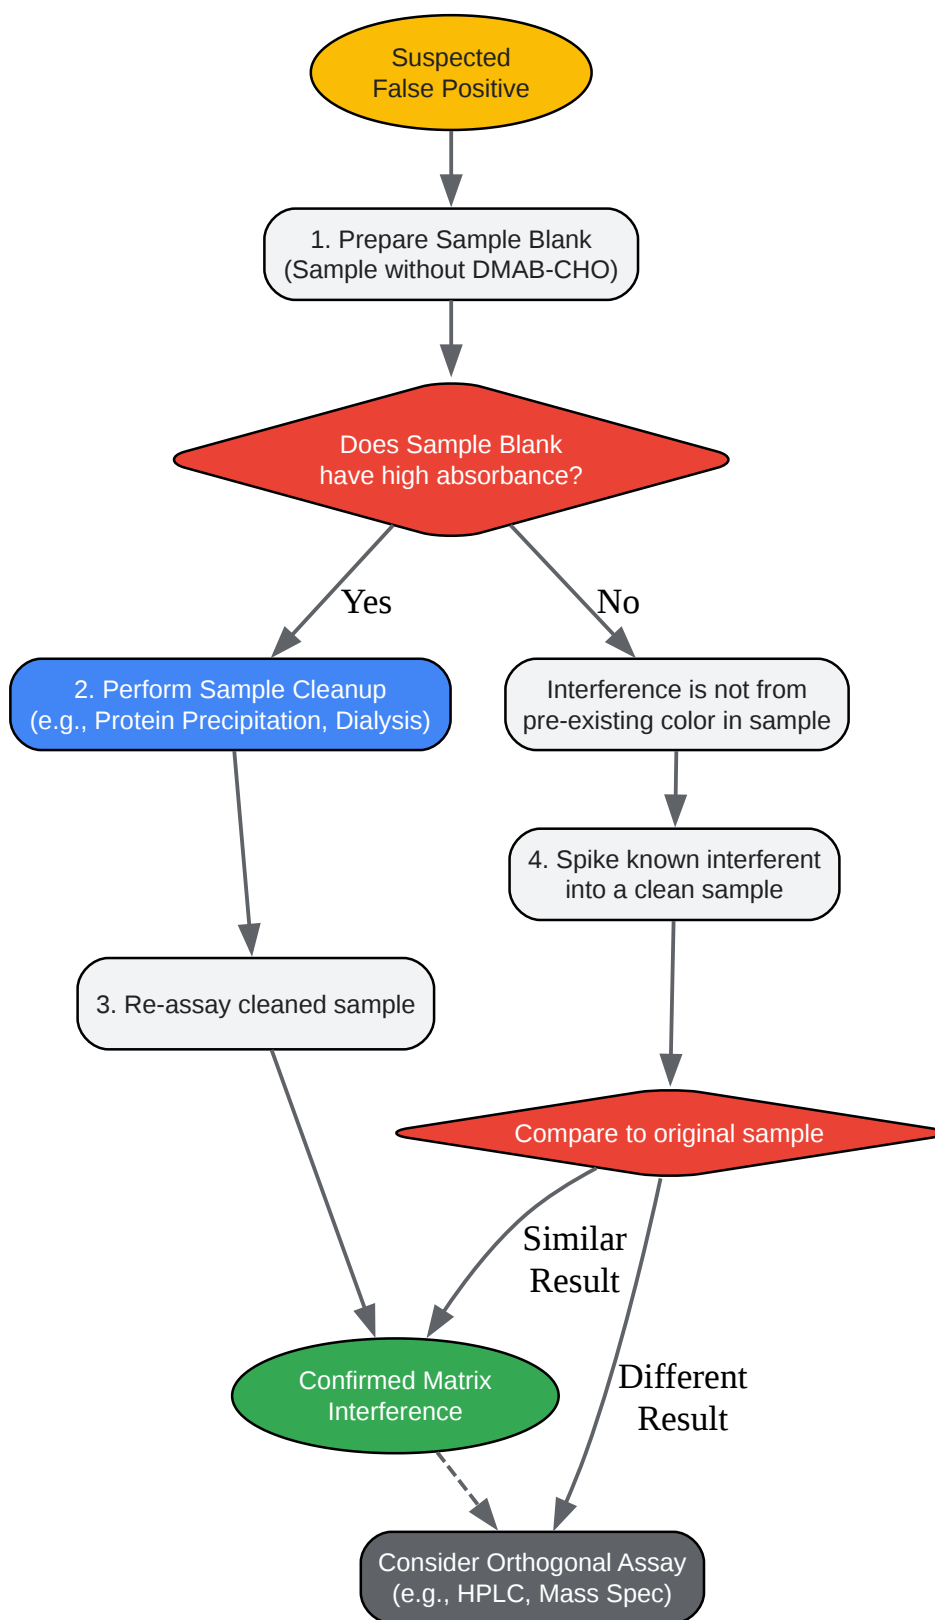 Suspected
False Positive
1. Prepare Sample Blank
(Sample without DMAB-CHO)
Does Sample Blank
have high absorbance?
Yes
No
2. Perform Sample Cleanup
(e.g., Protein Precipitation, Dialysis)
Interference is not from
pre-existing color in sample
4. Spike known interferent
into a clean sample
3. Re-assay cleaned sample
Compare to original sample
Similar
Result
Different
Result
Confirmed Matrix
Interference
Consider Orthogonal Assay
(e.g., HPLC, Mass Spec)